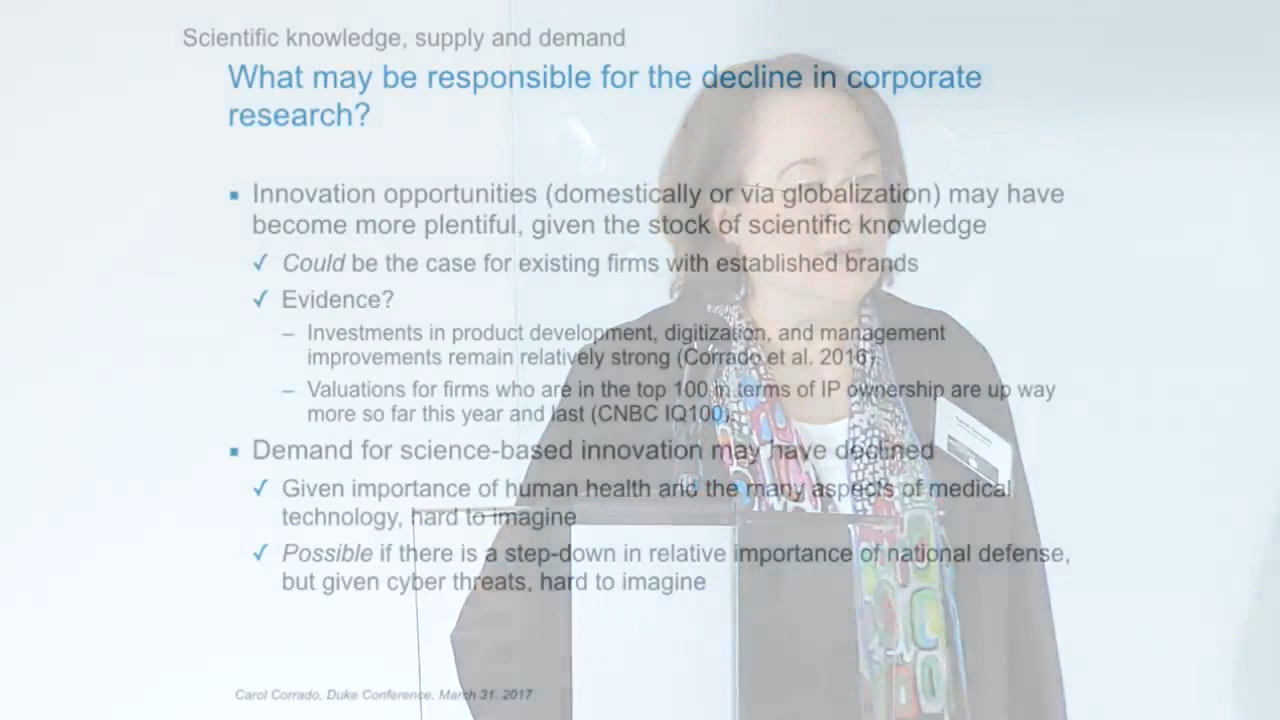 Scientific knowledge, supply and demand
What may be responsible for the decline in corporate
research?
▪ Innovation opportunities (domestically or via globalization) may have
become more plentiful, given the stock of scientific knowledge
✓ Could be the case for existing firms with established brands
✓ Evidence?
– Investments in product development, digitization, and management
improvements remain relatively strong (Corrado et al. 2016).
– Valuations for firms who are in the top 100 in terms of IP ownership are up way
more so far this year and last (CNBC IQ100).
▪ Demand for science-based innovation may have declined
✓ Given importance of human health and the many aspects of medical
technology, hard to imagine
✓ Possible if there is a step-down in relative importance of national defense,
but given cyber threats, hard to imagine
Carol Corrado, Duke Conference, March 31, 2017